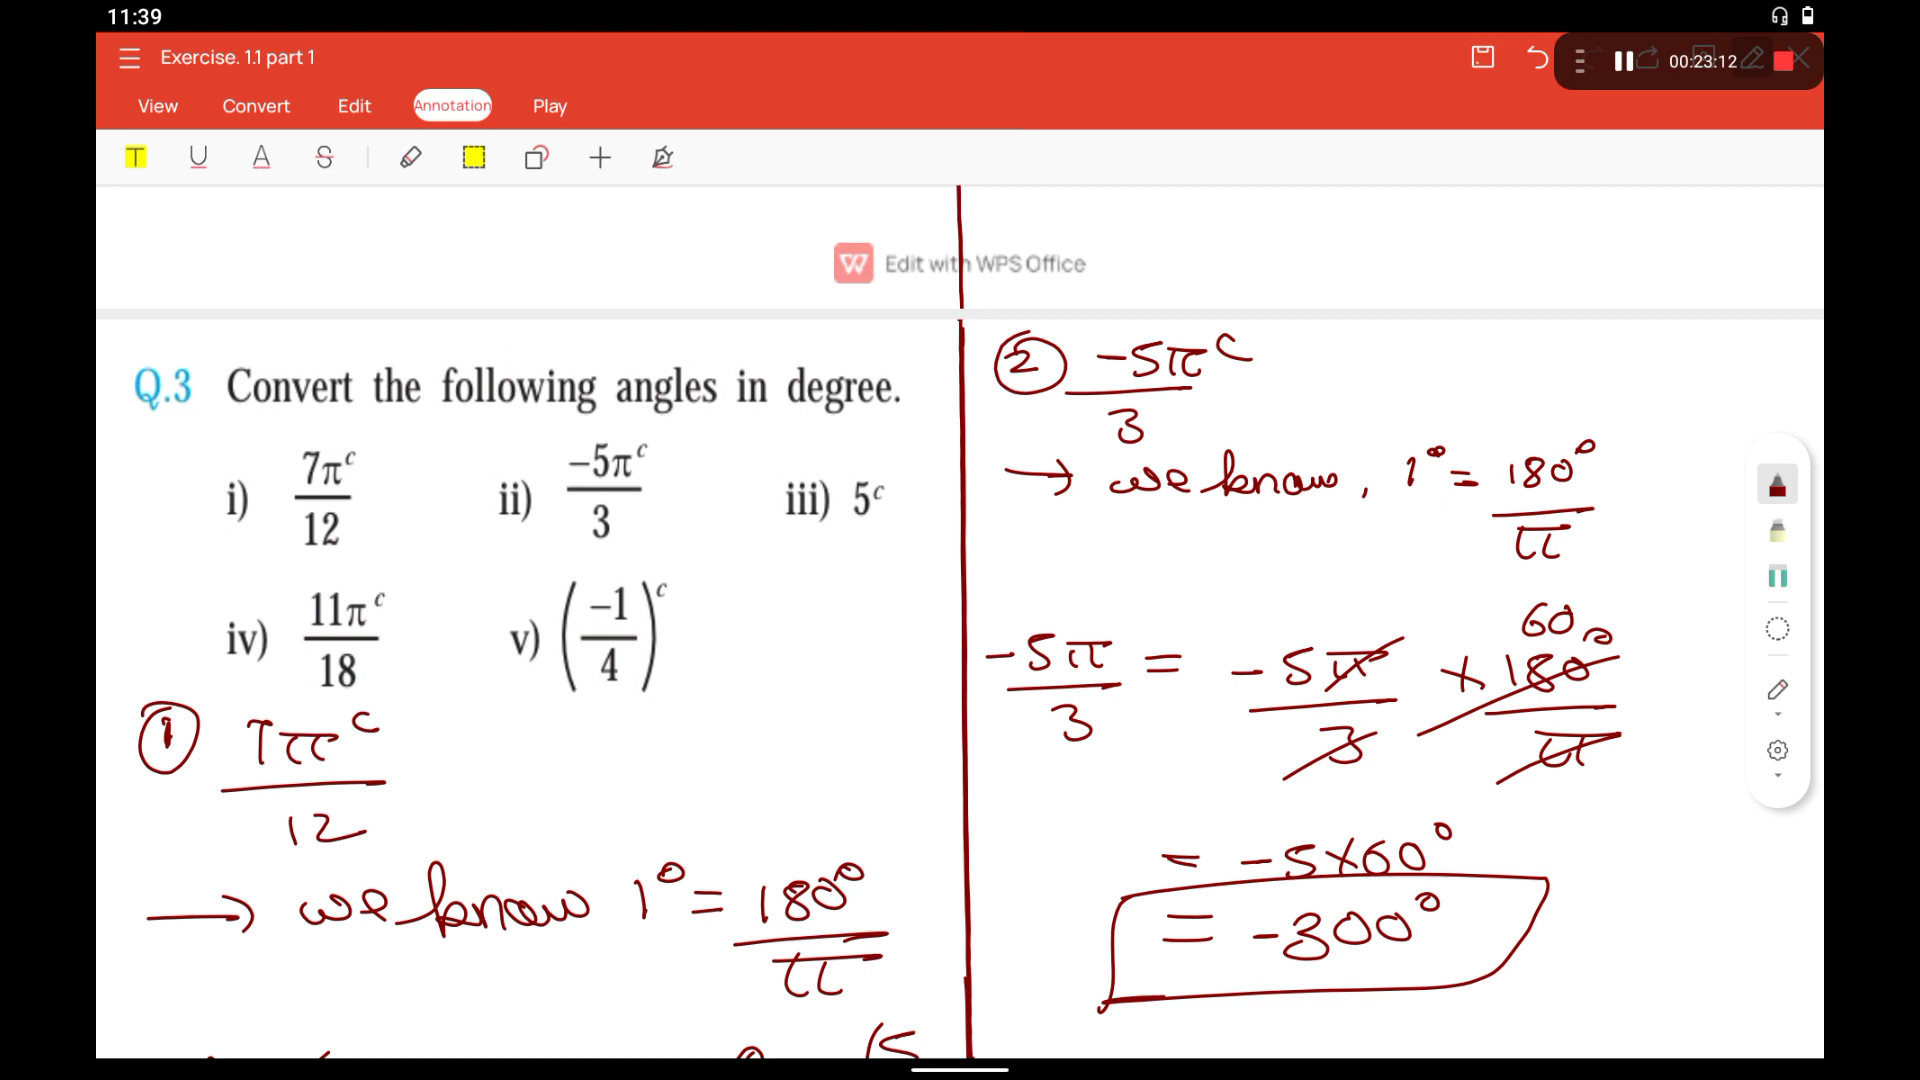 11:39
Exercise. 1.1 part 1
00:23:12
View Convert Edit Annotation Play
T U A S
Edit with WPS Office
Q.3 Convert the following angles in degree.
i) 7π^c/12 ii) −5π^c/3 iii) 5^c
iv) 11π^c/18 v) (−1/4)^c
① 7π^c/12
→ we know 1° = 180°/π
15
② −5π^c/3
→ we know, 1° = 180°/π
60
−5π/3 = −5π/3 × 180°/π
= −5×60°
= −300°